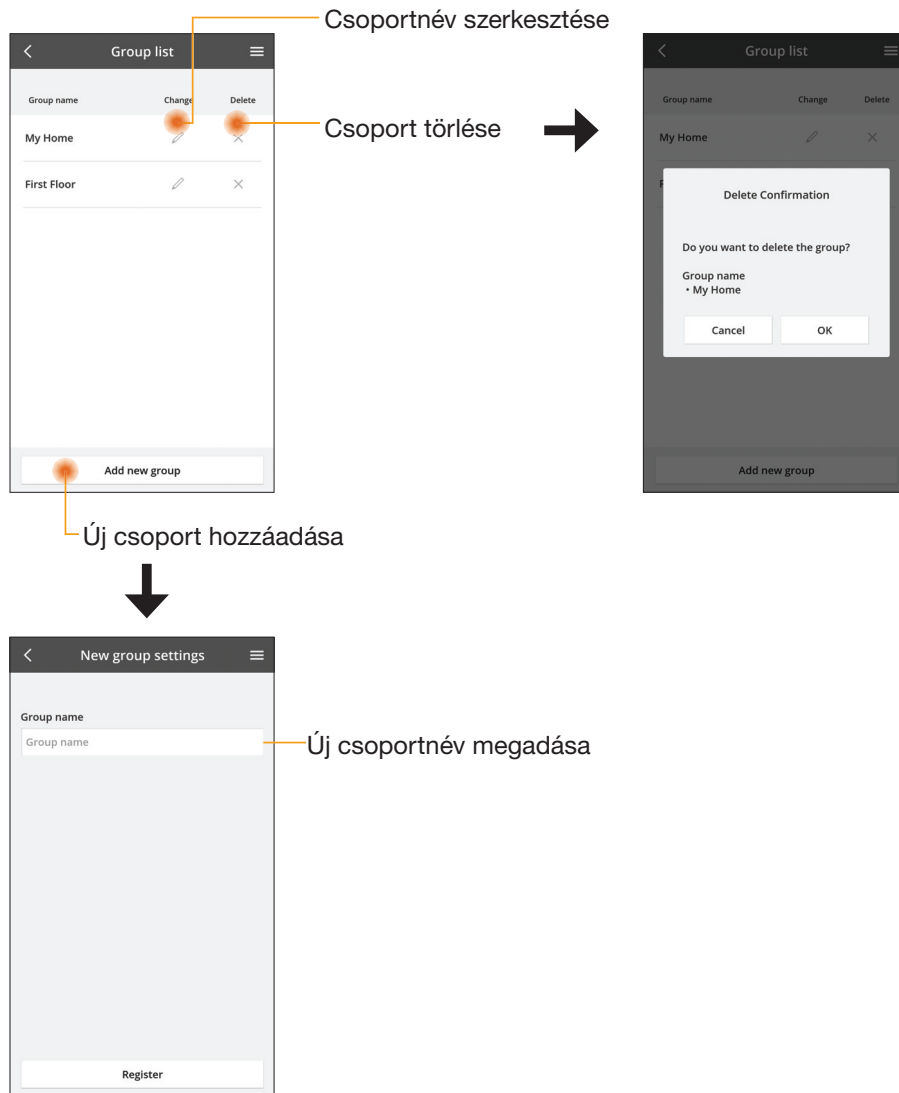 Csoportnév szerkesztése
Group list
Group name Change Delete
My Home
First Floor
Add new group
Csoport törlése
Group list
Group name Change Delete
My Home
F
Delete Confirmation
Do you want to delete the group?
Group name
• My Home
Cancel OK
Add new group
Új csoport hozzáadása
New group settings
Group name
Group name
Új csoportnév megadása
Register